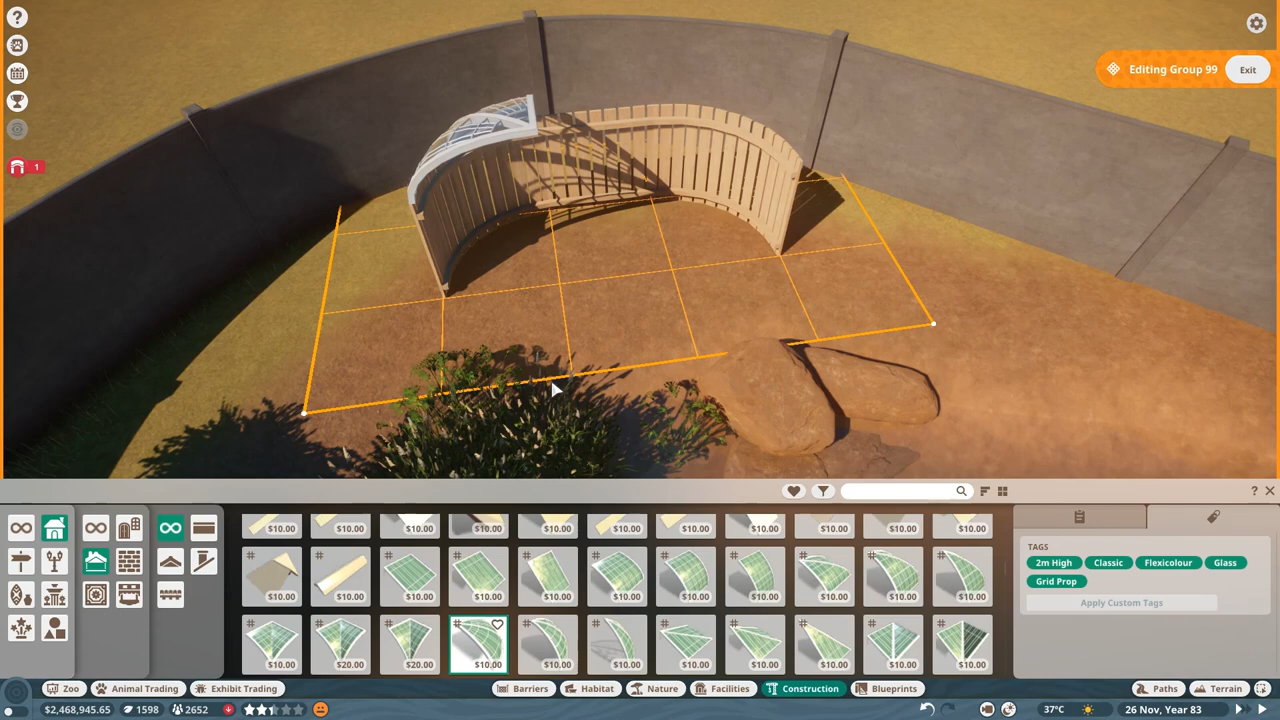 Editing Group 99
Exit
1
$10.00 $10.00 $10.00 $10.00 $10.00 $10.00 $10.00 $10.00 $10.00 $10.00 $10.00
$10.00 $10.00 $10.00 $10.00 $10.00 $10.00 $10.00 $10.00 $10.00 $10.00 $10.00
$10.00 $20.00 $20.00 $10.00 $10.00 $10.00 $10.00 $10.00 $10.00 $10.00 $10.00
TAGS
2m High Classic Flexicolour Glass
Grid Prop
Apply Custom Tags
Zoo Animal Trading Exhibit Trading Barriers Habitat Nature Facilities Construction Blueprints Paths Terrain
$2,468,945.65 1598 2652 37°C 26 Nov, Year 83